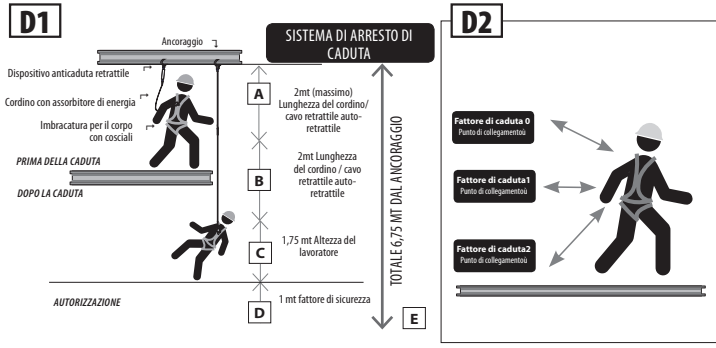 D1
Ancoraggio
SISTEMA DI ARRESTO DI
CADUTA
Dispositivo anticaduta retrattile
Cordino con assorbitore di energia
Imbracatura per il corpo
con cosciali
PRIMA DELLA CADUTA
DOPO LA CADUTA
AUTORIZZAZIONE
A
2mt (massimo)
Lunghezza del cordino/
cavo retrattile auto-
retrattile
B
2mt Lunghezza
del cordino / cavo
retrattile auto-
retrattile
C
1,75 mt Altezza del
lavoratore
D
1 mt fattore di sicurezza
TOTALE 6,75 MT DAL ANCORAGGIO
E
D2
Fattore di caduta 0
Punto di collegamentoù
Fattore di caduta1
Punto di collegamentoù
Fattore di caduta2
Punto di collegamentoù